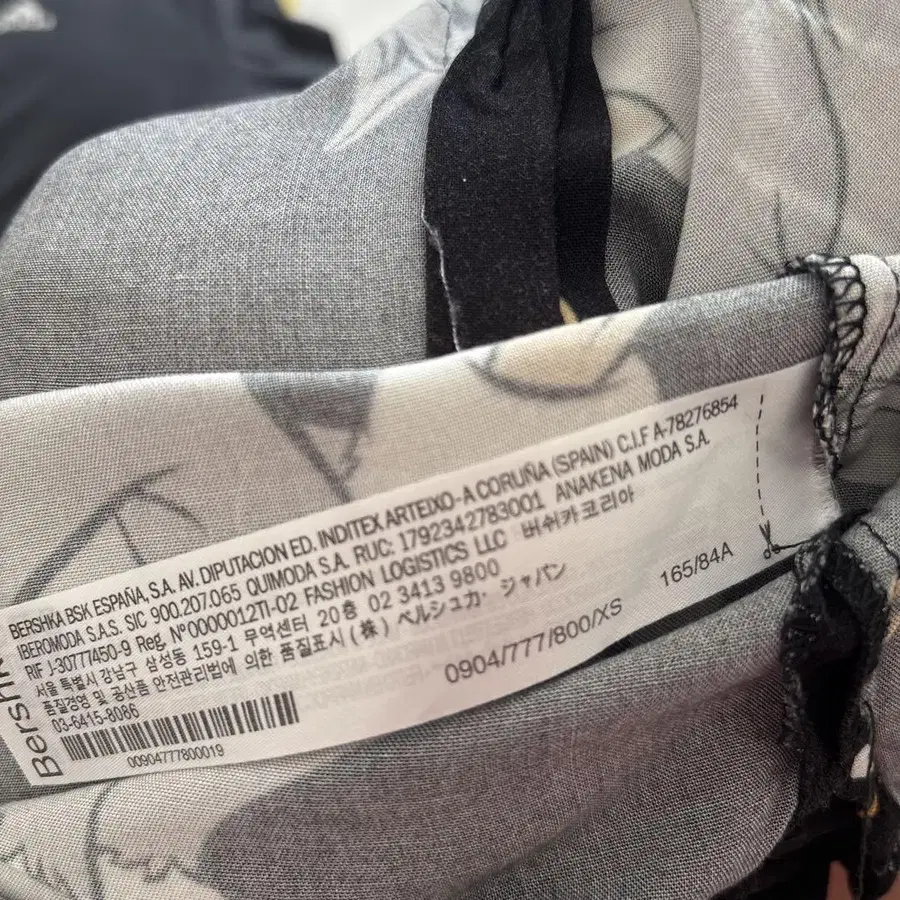 BERSHKA BSK ESPAÑA, S.A. AV. DIPUTACION ED. INDITEX ARTEIXO-A CORUÑA (SPAIN) C.I.F A-78276854
IBEROMODA S.A.S. SIC 900.207.065 QUIMODA S.A. RUC: 1792342783001 ANAKENA MODA S.A.
RIF J-30777450-9 Reg. Nº0000012TI-02 FASHION LOGISTICS LLC 버쉬카코리아
서울 특별시 강남구 삼성동 159-1 무역센터 20층 02 3413 9800
품질경영 및 공산품 안전관리법에 의한 품질표시 (株) ベルシュカ・ジャパン
03-6415-8086
0904/777/800/XS
165/84A
00904777800019
Bershk